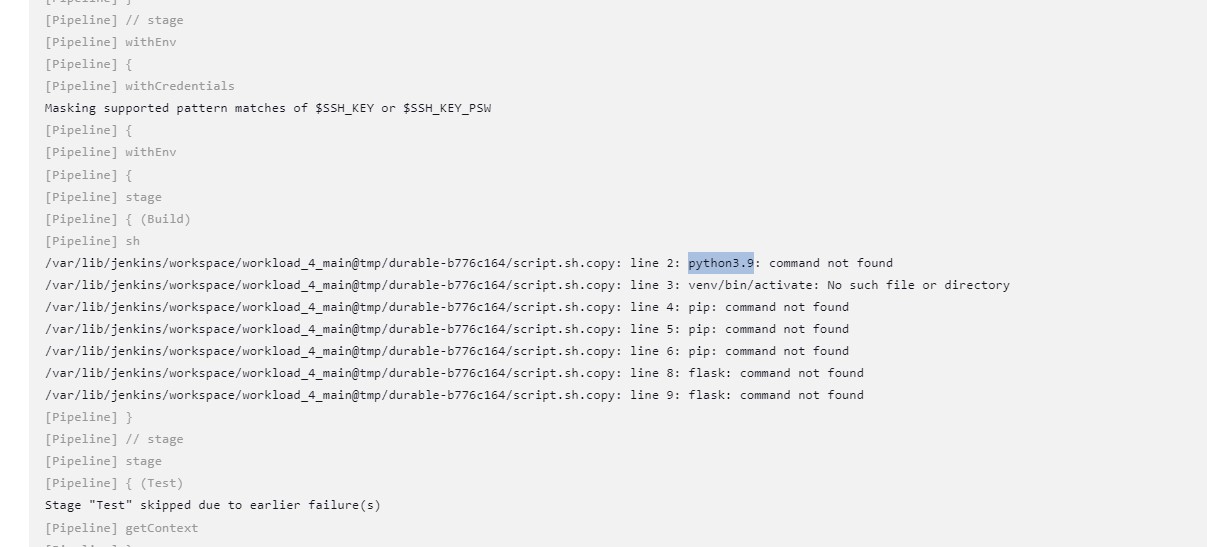 [Pipeline] }
[Pipeline] // stage
[Pipeline] withEnv
[Pipeline] {
[Pipeline] withCredentials
Masking supported pattern matches of $SSH_KEY or $SSH_KEY_PSW
[Pipeline] {
[Pipeline] withEnv
[Pipeline] {
[Pipeline] stage
[Pipeline] { (Build)
[Pipeline] sh
/var/lib/jenkins/workspace/workload_4_main@tmp/durable-b776c164/script.sh.copy: line 2: python3.9: command not found
/var/lib/jenkins/workspace/workload_4_main@tmp/durable-b776c164/script.sh.copy: line 3: venv/bin/activate: No such file or directory
/var/lib/jenkins/workspace/workload_4_main@tmp/durable-b776c164/script.sh.copy: line 4: pip: command not found
/var/lib/jenkins/workspace/workload_4_main@tmp/durable-b776c164/script.sh.copy: line 5: pip: command not found
/var/lib/jenkins/workspace/workload_4_main@tmp/durable-b776c164/script.sh.copy: line 6: pip: command not found
/var/lib/jenkins/workspace/workload_4_main@tmp/durable-b776c164/script.sh.copy: line 8: flask: command not found
/var/lib/jenkins/workspace/workload_4_main@tmp/durable-b776c164/script.sh.copy: line 9: flask: command not found
[Pipeline] }
[Pipeline] // stage
[Pipeline] stage
[Pipeline] { (Test)
Stage "Test" skipped due to earlier failure(s)
[Pipeline] getContext